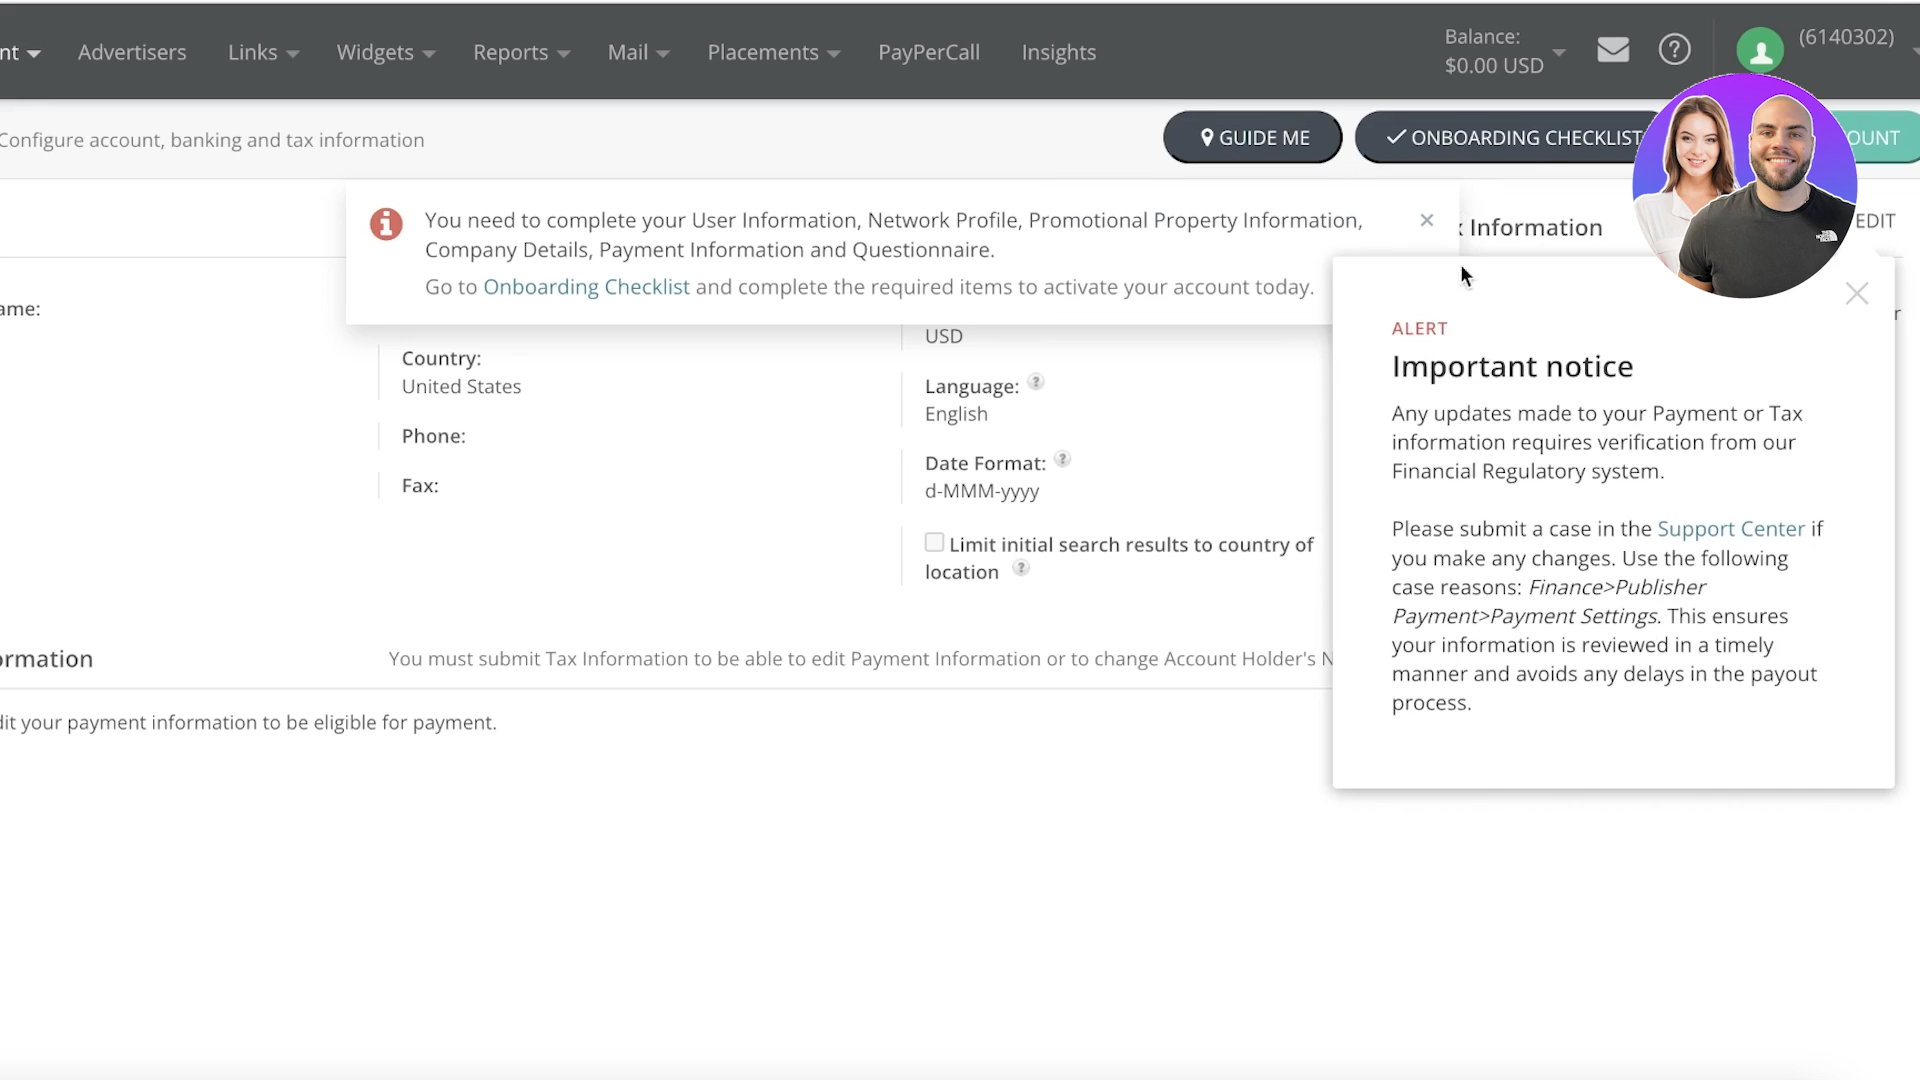 nt Advertisers Links Widgets Reports Mail Placements PayPerCall Insights
Balance:
$0.00 USD
(6140302)
Configure account, banking and tax information
GUIDE ME
ONBOARDING CHECKLIST
OUNT
You need to complete your User Information, Network Profile, Promotional Property Information,
Company Details, Payment Information and Questionnaire.
Go to Onboarding Checklist and complete the required items to activate your account today.
x Information
EDIT
ame:
USD
Country:
United States
Language:
English
Phone:
Date Format:
d-MMM-yyyy
Fax:
Limit initial search results to country of
location
ALERT
Important notice
Any updates made to your Payment or Tax
information requires verification from our
Financial Regulatory system.
Please submit a case in the Support Center if
you make any changes. Use the following
case reasons: Finance>Publisher
Payment>Payment Settings. This ensures
your information is reviewed in a timely
manner and avoids any delays in the payout
process.
r
ormation
You must submit Tax Information to be able to edit Payment Information or to change Account Holder's N
dit your payment information to be eligible for payment.